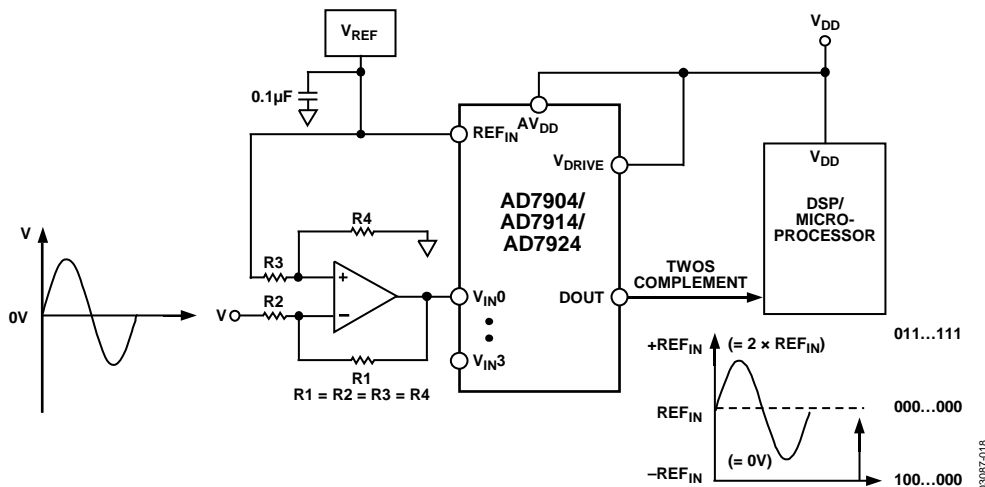 VREF
VDD
0.1µF
REFIN
AVDD
VDRIVE
VDD
DSP/
MICRO-
PROCESSOR
AD7904/
AD7914/
AD7924
R4
V
R3
+
R2
V
–
0V
VIN0
VIN3
R1
R1 = R2 = R3 = R4
DOUT
TWOS
COMPLEMENT
+REFIN
(= 2 × REFIN)
011…111
REFIN
000…000
(= 0V)
–REFIN
100…000
03087-018